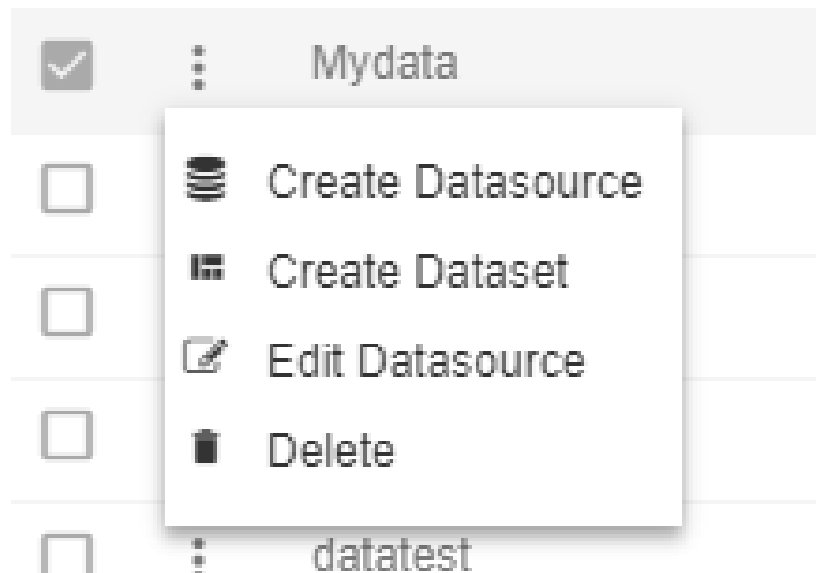 Mydata
Create Datasource
Create Dataset
Edit Datasource
Delete
datatest